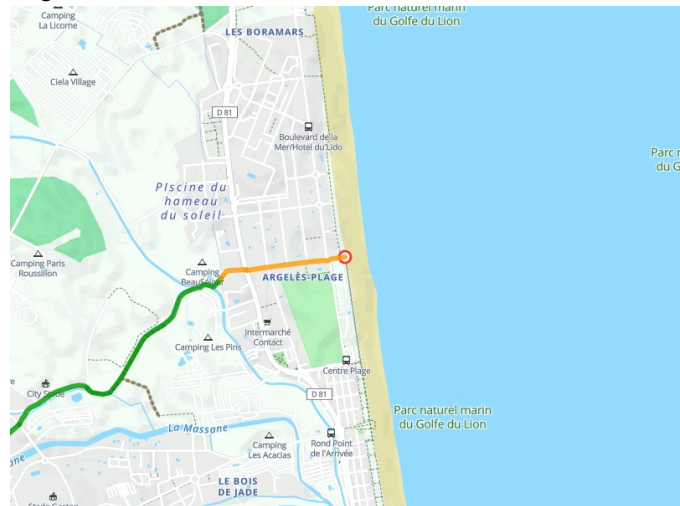 Camping
La Licorne
Parc naturel marin
du Golfe du Lion
LES BORAMARS
Ciela Village
D 81
Boulevard de la
Mer/Hotel du Lido
Parc
du G
PIscine du
hameau
du soleil
Camping Paris
Roussillon
Camping
BeauSéjour
ARGELÈS-PLAGE
Intermarché
Contact
Camping Les Pins
Centre Plage
City Stade
D 81
Parc naturel marin
du Golfe du Lion
La Massane
Camping
Les Acacias
Rond Point
de l'Arrivée
LE BOIS
DE JADE